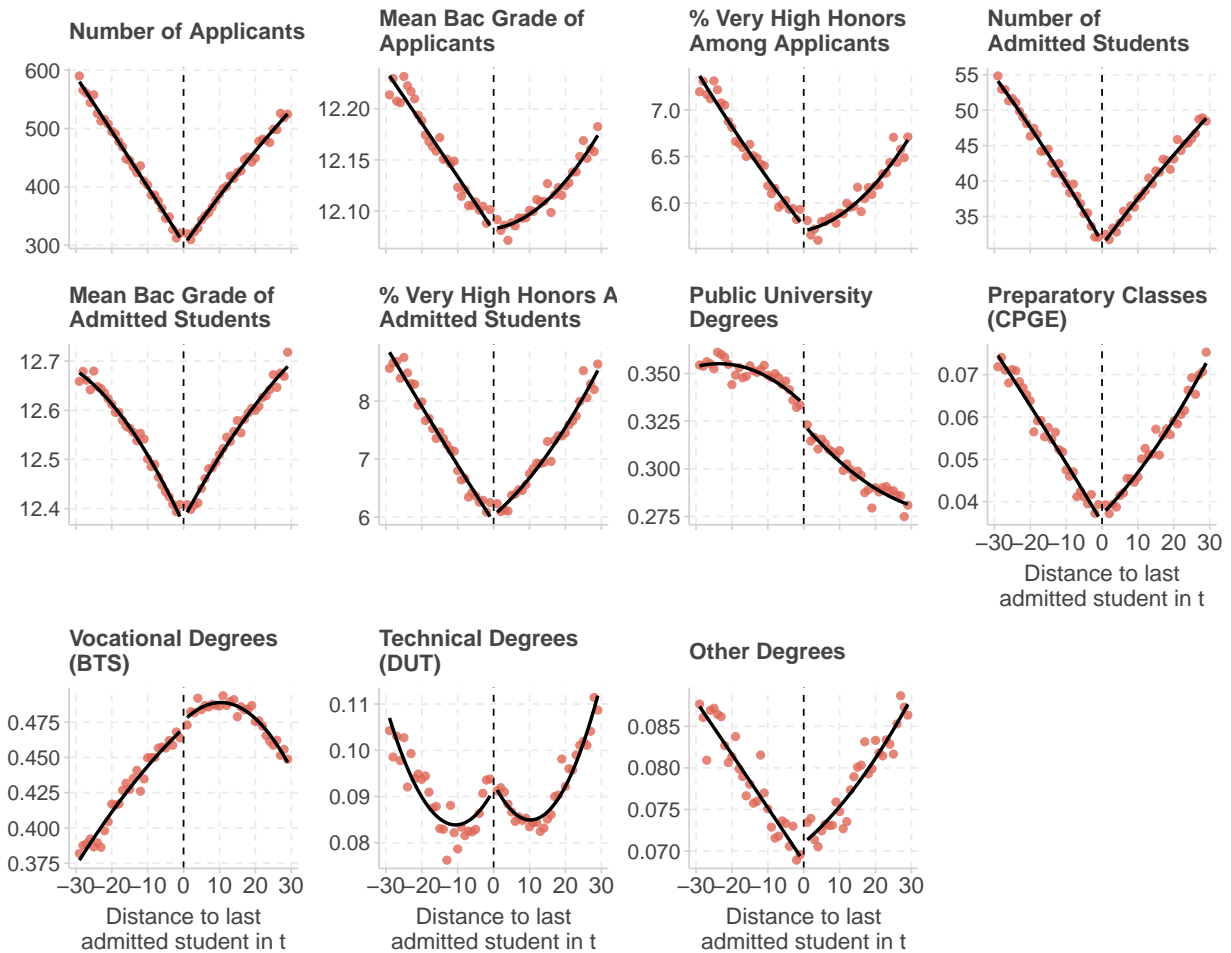 Number of Applicants
Mean Bac Grade of
Applicants
% Very High Honors
Among Applicants
Number of
Admitted Students
600
500
400
300
12.20
12.15
12.10
7.0
6.5
6.0
55
50
45
40
35
Mean Bac Grade of
Admitted Students
% Very High Honors A
Admitted Students
Public University
Degrees
Preparatory Classes
(CPGE)
12.7
12.6
12.5
12.4
8
7
6
0.350
0.325
0.300
0.275
0.07
0.06
0.05
0.04
−30 −20 −10 0 10 20 30
Distance to last
admitted student in t
Vocational Degrees
(BTS)
Technical Degrees
(DUT)
Other Degrees
0.475
0.450
0.425
0.400
0.375
−30 −20 −10 0 10 20 30
Distance to last
admitted student in t
0.11
0.10
0.09
0.08
−30 −20 −10 0 10 20 30
Distance to last
admitted student in t
0.085
0.080
0.075
0.070
−30 −20 −10 0 10 20 30
Distance to last
admitted student in t